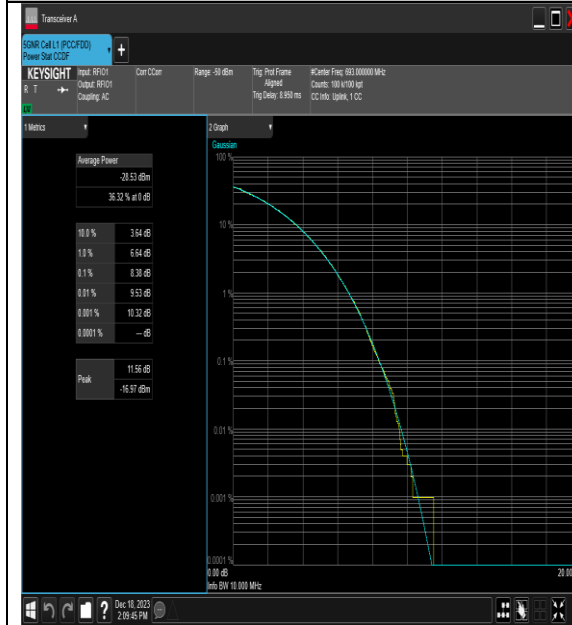 Transceiver A
5GNR Cell L1 (PCC/FDD)
Power Stat CCDF
+
KEYSIGHT
R T
Input: RFIO1
Output: RFIO1
Coupling: AC
Corr CCorr
Range: -50 dBm
Trig: Prot Frame
Aligned
Trig Delay: 8.950 ms
#Center Freq: 693.000000 MHz
Counts: 100 k/100 kpt
CC Info: Uplink, 1 CC
1 Metrics
Average Power
-28.53 dBm
36.32 % at 0 dB
10.0 % 3.64 dB
1.0 % 6.64 dB
0.1 % 8.38 dB
0.01 % 9.53 dB
0.001 % 10.32 dB
0.0001 % --- dB
Peak
11.56 dB
-16.97 dBm
2 Graph
Gaussian
100 %
10 %
1 %
0.1 %
0.01 %
0.001 %
0.0001 %
0.00 dB
20.00
Info BW 10.000 MHz
?
Dec 18, 2023
2:09:45 PM